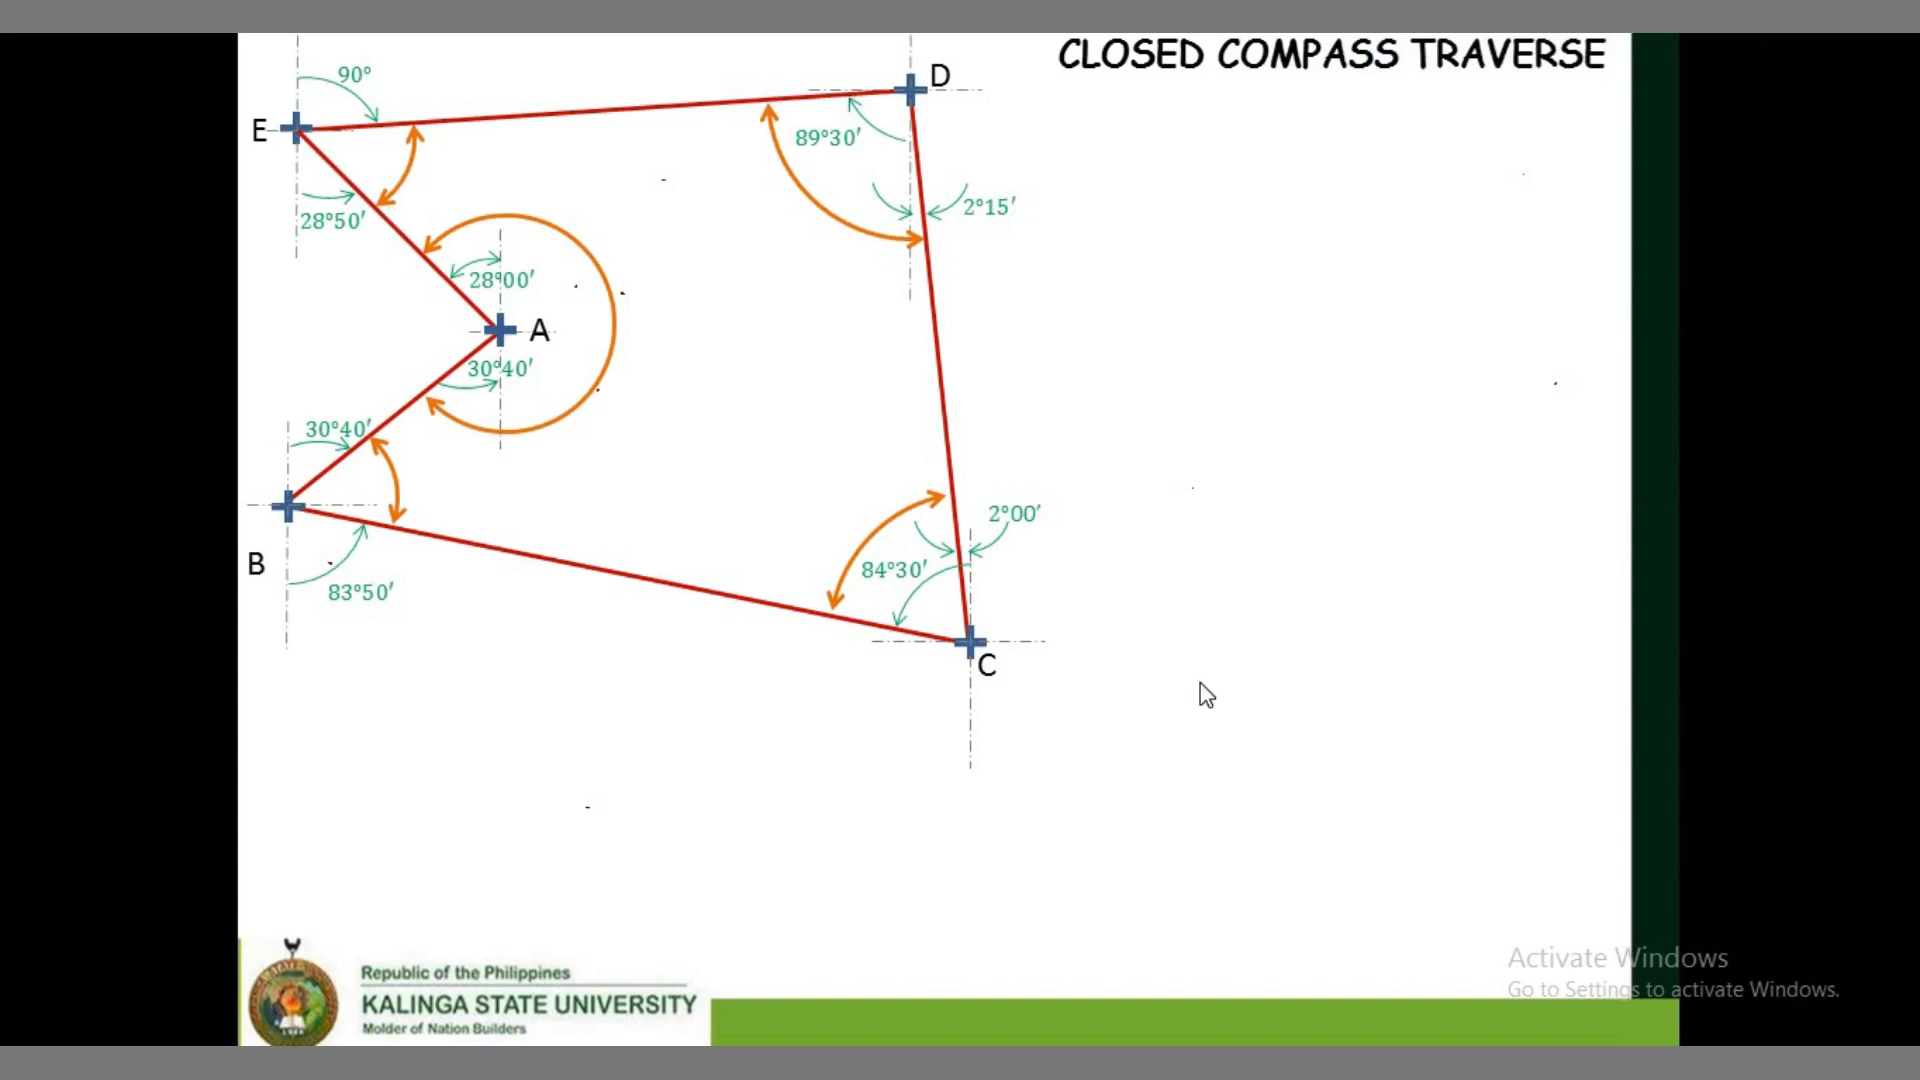 CLOSED COMPASS TRAVERSE
D
90°
E
89°30′
2°15′
28°50′
28°00′
A
30°40′
30°40′
2°00′
B
84°30′
83°50′
C
Activate Windows
Go to Settings to activate Windows.
Republic of the Philippines
KALINGA STATE UNIVERSITY
Molder of Nation Builders